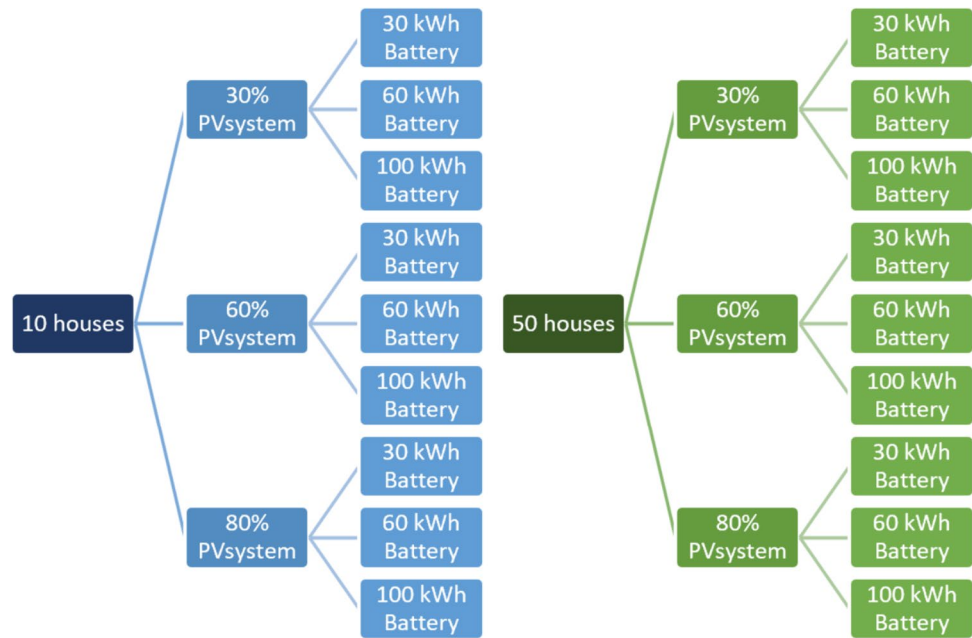 10 houses
30%
PVsystem
30 kWh
Battery
60 kWh
Battery
100 kWh
Battery
60%
PVsystem
30 kWh
Battery
60 kWh
Battery
100 kWh
Battery
80%
PVsystem
30 kWh
Battery
60 kWh
Battery
100 kWh
Battery
50 houses
30%
PVsystem
30 kWh
Battery
60 kWh
Battery
100 kWh
Battery
60%
PVsystem
30 kWh
Battery
60 kWh
Battery
100 kWh
Battery
80%
PVsystem
30 kWh
Battery
60 kWh
Battery
100 kWh
Battery